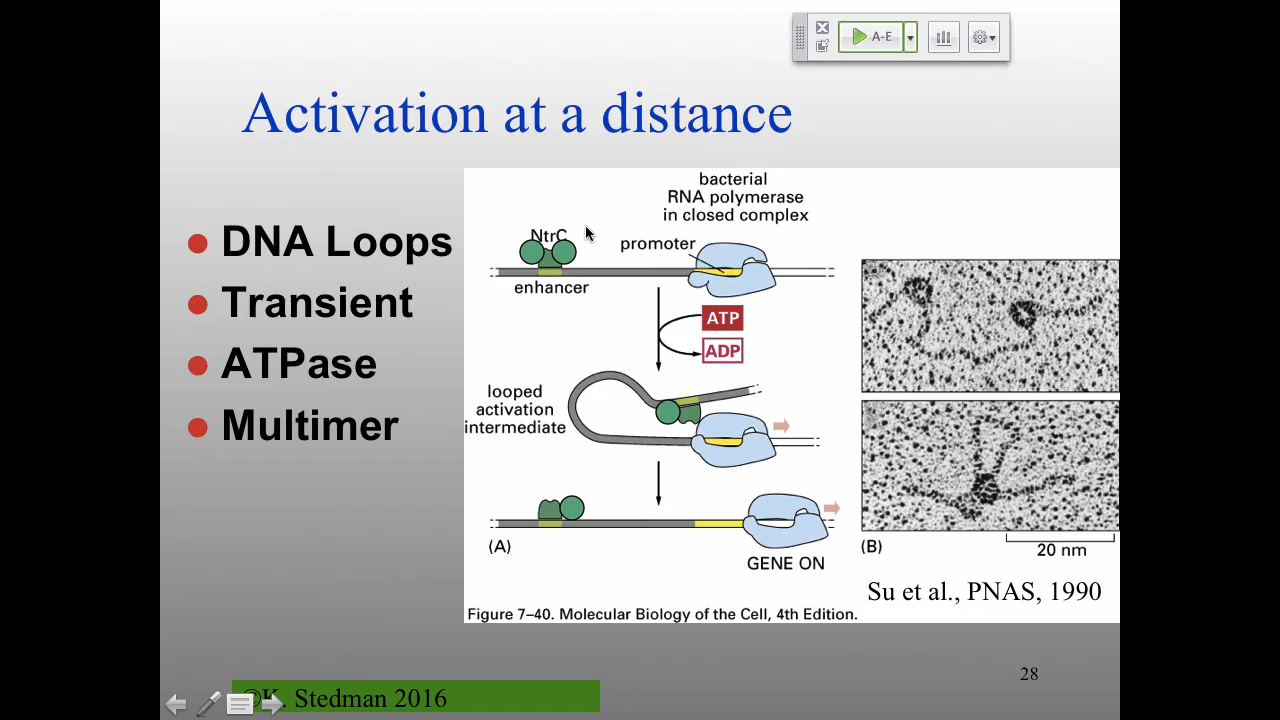 A-E
Activation at a distance
DNA Loops
Transient
ATPase
Multimer
bacterial
RNA polymerase
in closed complex
NtrC
promoter
enhancer
ATP
ADP
looped
activation
intermediate
(A)
GENE ON
(B)
20 nm
Su et al., PNAS, 1990
Figure 7–40. Molecular Biology of the Cell, 4th Edition.
28
©K. Stedman 2016